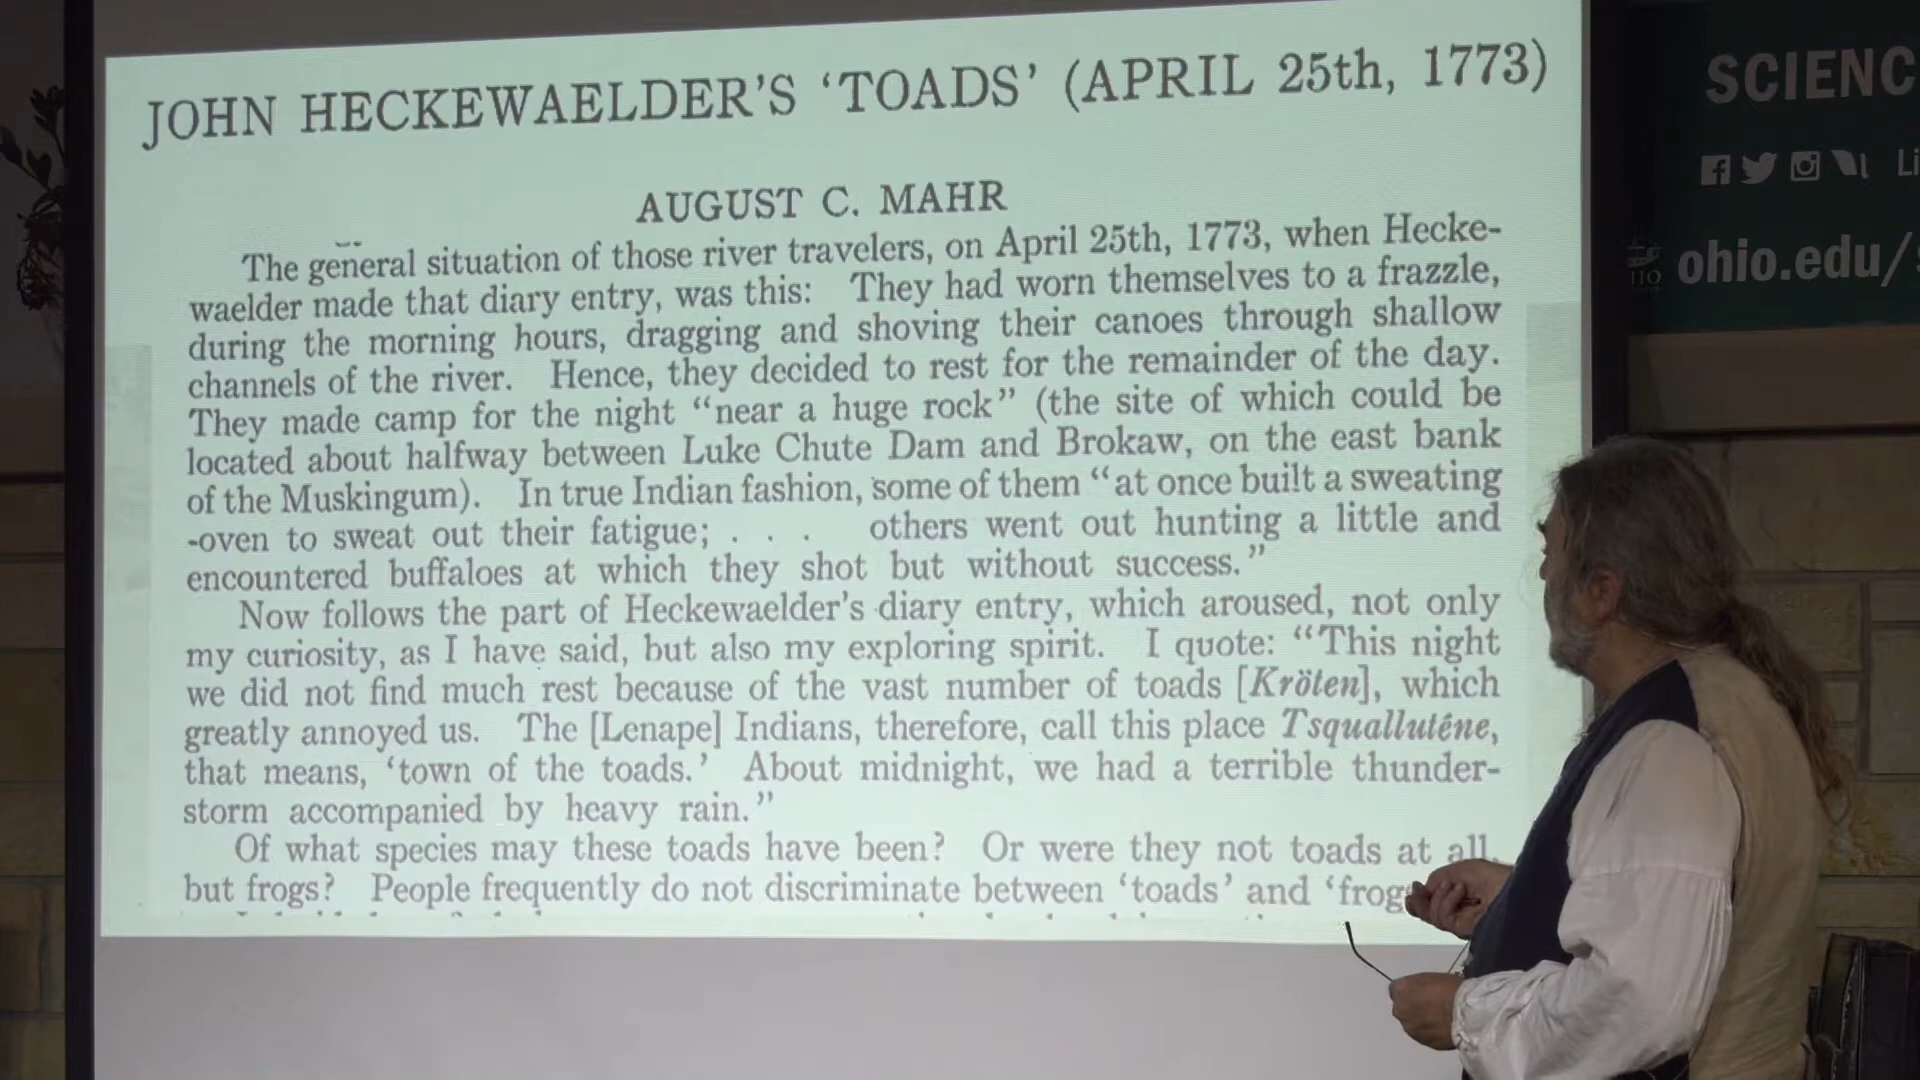 JOHN HECKEWAELDER'S 'TOADS' (APRIL 25th, 1773)
AUGUST C. MAHR
The general situation of those river travelers, on April 25th, 1773, when Hecke-
waelder made that diary entry, was this: They had worn themselves to a frazzle,
during the morning hours, dragging and shoving their canoes through shallow
channels of the river. Hence, they decided to rest for the remainder of the day.
They made camp for the night "near a huge rock" (the site of which could be
located about halfway between Luke Chute Dam and Brokaw, on the east bank
of the Muskingum). In true Indian fashion, some of them "at once built a sweating
-oven to sweat out their fatigue; . . . others went out hunting a little and
encountered buffaloes at which they shot but without success."
Now follows the part of Heckewaelder's diary entry, which aroused, not only
my curiosity, as I have said, but also my exploring spirit. I quote: "This night
we did not find much rest because of the vast number of toads [Kröten], which
greatly annoyed us. The [Lenape] Indians, therefore, call this place Tsquallutêne,
that means, 'town of the toads.' About midnight, we had a terrible thunder-
storm accompanied by heavy rain."
Of what species may these toads have been? Or were they not toads at all,
but frogs? People frequently do not discriminate between 'toads' and 'frog
SCIENC
Li
ohio.edu/